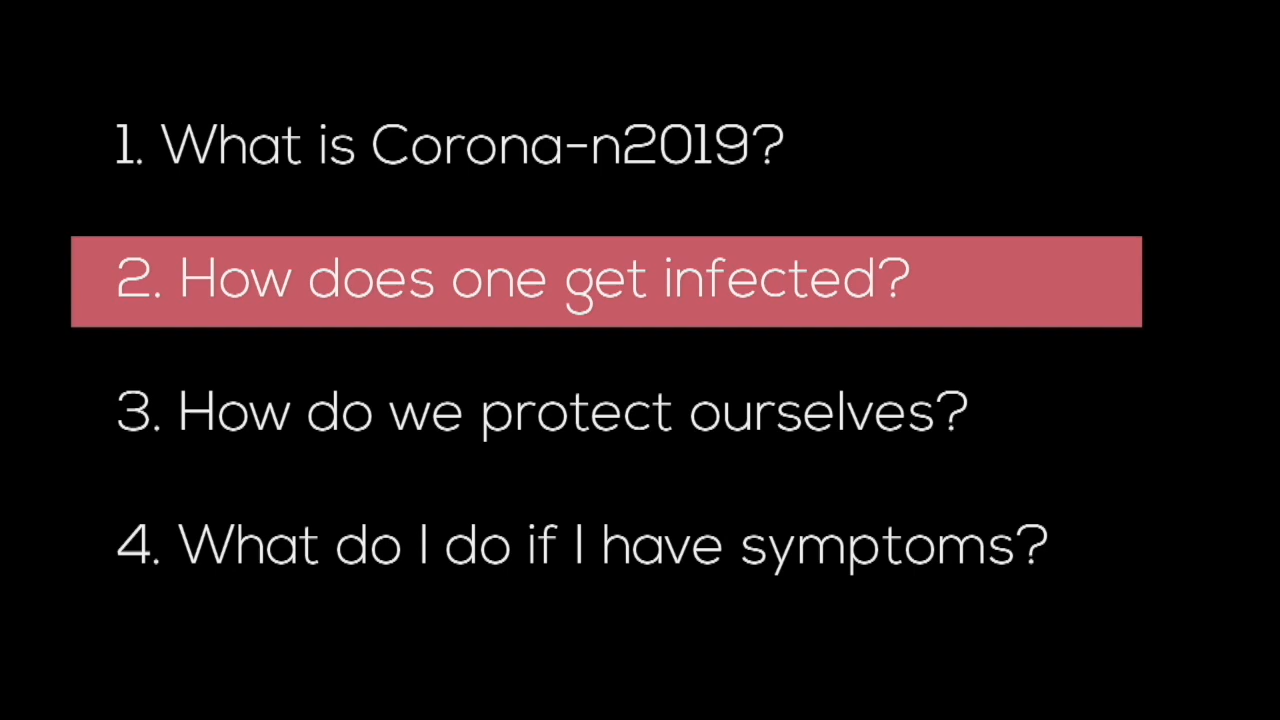 1. What is Corona-n2019?
2. How does one get infected?
3. How do we protect ourselves?
4. What do I do if I have symptoms?